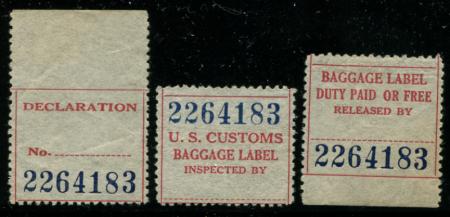 DECLARATION
No.
2264183
2264183
U. S. CUSTOMS
BAGGAGE LABEL
INSPECTED BY
BAGGAGE LABEL
DUTY PAID OR FREE
RELEASED BY
2264183